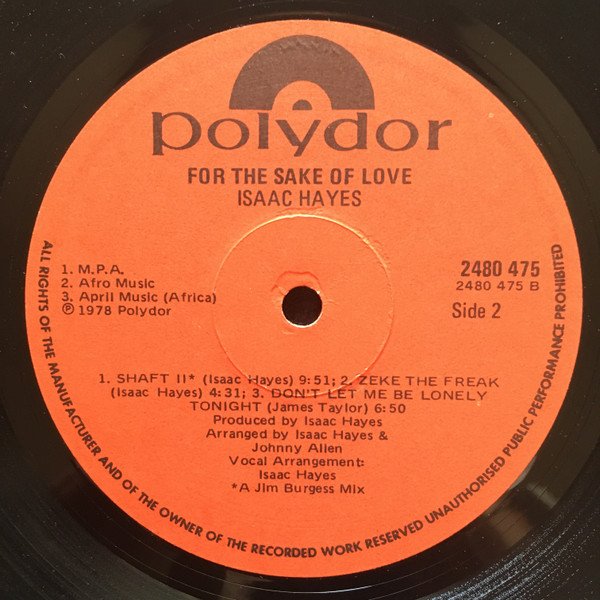 polydor
FOR THE SAKE OF LOVE
ISAAC HAYES
1. M.P.A.
2. Afro Music
3. April Music (Africa)
℗ 1978 Polydor
2480 475
2480 475 B
Side 2
1. SHAFT II* (Isaac Hayes) 9:51; 2. ZEKE THE FREAK
(Isaac Hayes) 4:31; 3. DON'T LET ME BE LONELY
TONIGHT (James Taylor) 6:50
Produced by Isaac Hayes
Arranged by Isaac Hayes &
Johnny Allen
Vocal Arrangement:
Isaac Hayes
*A Jim Burgess Mix
ALL RIGHTS OF THE MANUFACTURER AND OF THE OWNER OF THE RECORDED WORK RESERVED UNAUTHORISED PUBLIC PERFORMANCE PROHIBITED